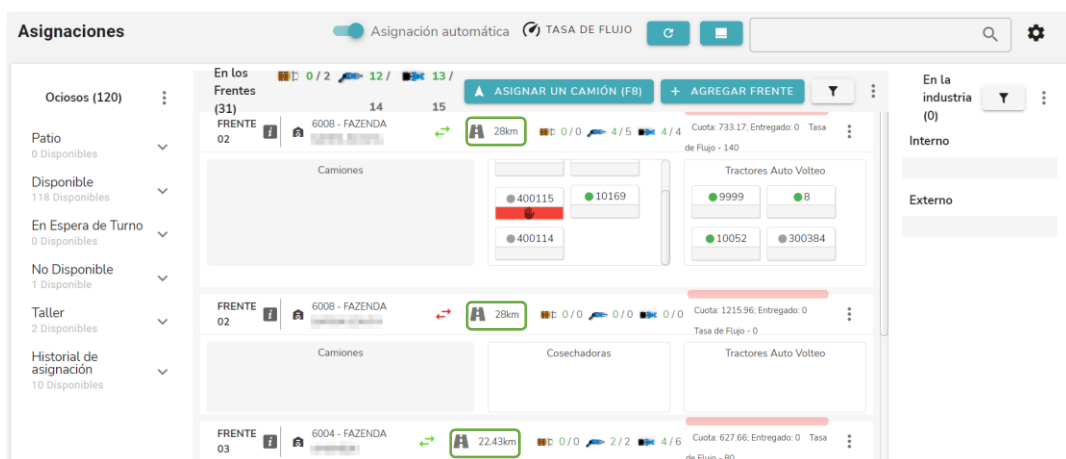 Asignaciones
Asignación automática
TASA DE FLUJO
Ociosos (120)
Patio
0 Disponibles
Disponible
118 Disponibles
En Espera de Turno
0 Disponibles
No Disponible
1 Disponible
Taller
2 Disponibles
Historial de
asignación
10 Disponibles
En los
Frentes
(31)
0/2 12/ 13/
14 15
ASIGNAR UN CAMIÓN (F8)
+ AGREGAR FRENTE
FRENTE
02
6008 - FAZENDA
28km
0/0 4/5 4/4
Cuota: 733.17; Entregado: 0 Tasa
de Flujo - 140
Camiones
400115
10169
400114
Tractores Auto Volteo
9999
8
10052
300384
FRENTE
02
6008 - FAZENDA
28km
0/0 0/0 0/0
Cuota: 1215.96; Entregado: 0
Tasa de Flujo - 0
Camiones
Cosechadoras
Tractores Auto Volteo
FRENTE
03
6004 - FAZENDA
22.43km
0/0 2/2 4/6
Cuota: 627.66; Entregado: 0 Tasa
de Flujo - 80
En la
industria
(0)
Interno
Externo